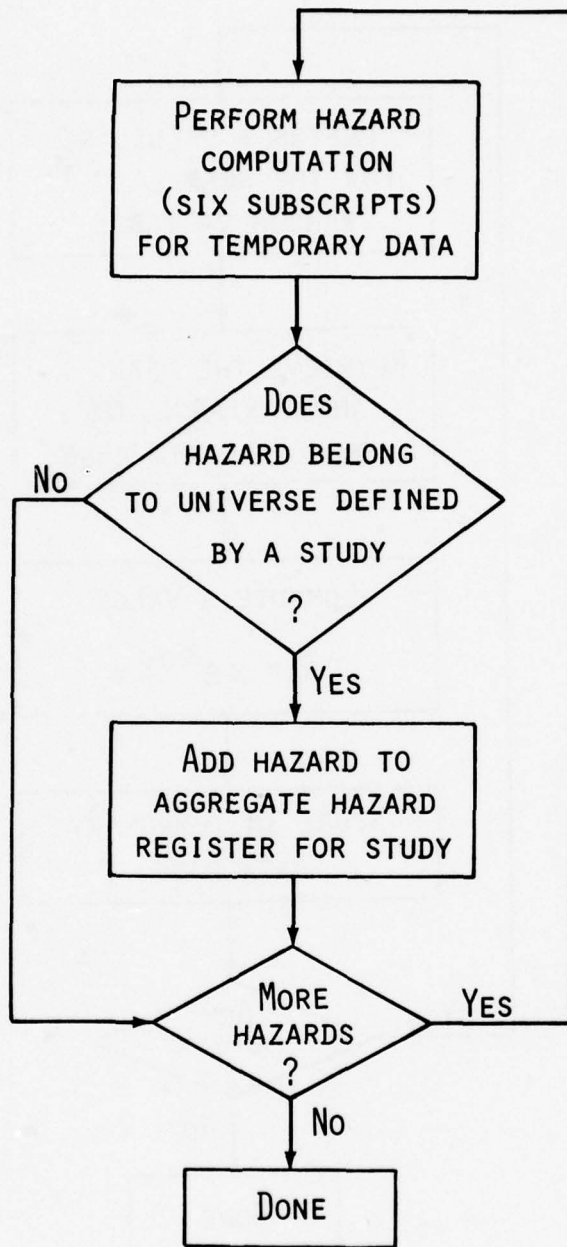 PERFORM HAZARD
COMPUTATION
(SIX SUBSCRIPTS)
FOR TEMPORARY DATA
DOES
HAZARD BELONG
TO UNIVERSE DEFINED
BY A STUDY
?
NO
YES
ADD HAZARD TO
AGGREGATE HAZARD
REGISTER FOR STUDY
MORE
HAZARDS
?
YES
NO
DONE